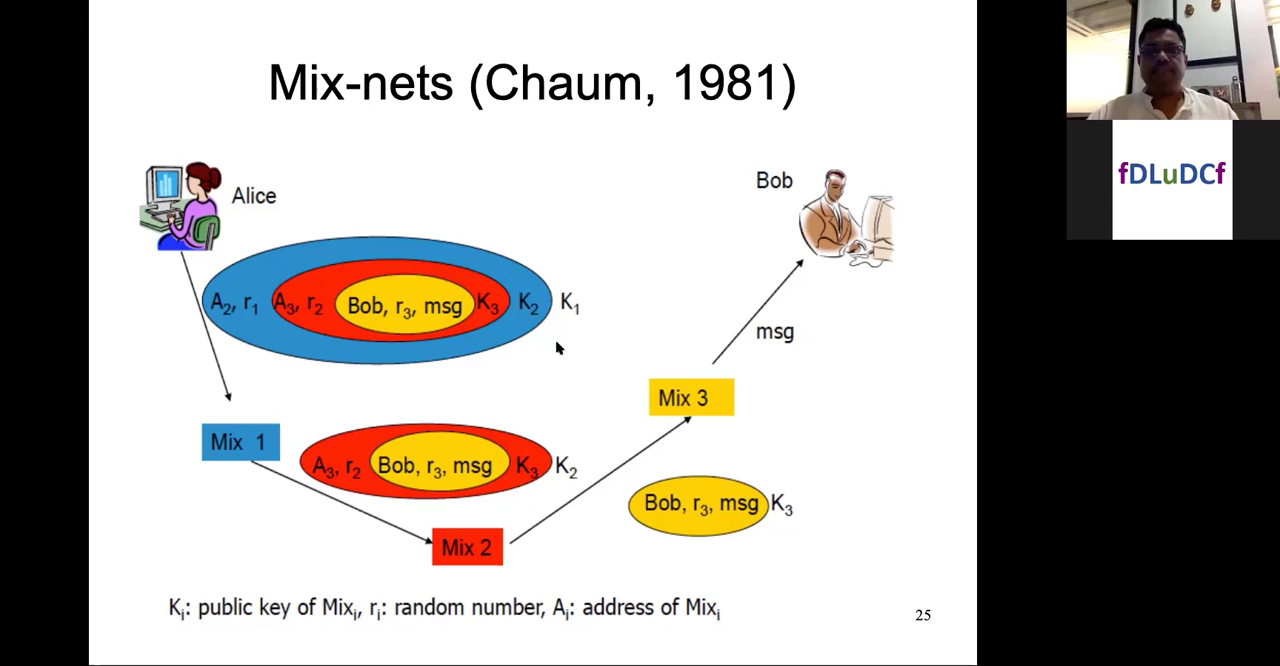 Mix-nets (Chaum, 1981)
fDLuDCf
Alice
Bob
A₂, r₁ A₃, r₂ Bob, r₃, msg K₃ K₂ K₁
msg
Mix 3
Mix 1
A₃, r₂ Bob, r₃, msg K₃ K₂
Bob, r₃, msg K₃
Mix 2
Kᵢ: public key of Mixᵢ, rᵢ: random number, Aᵢ: address of Mixᵢ
25